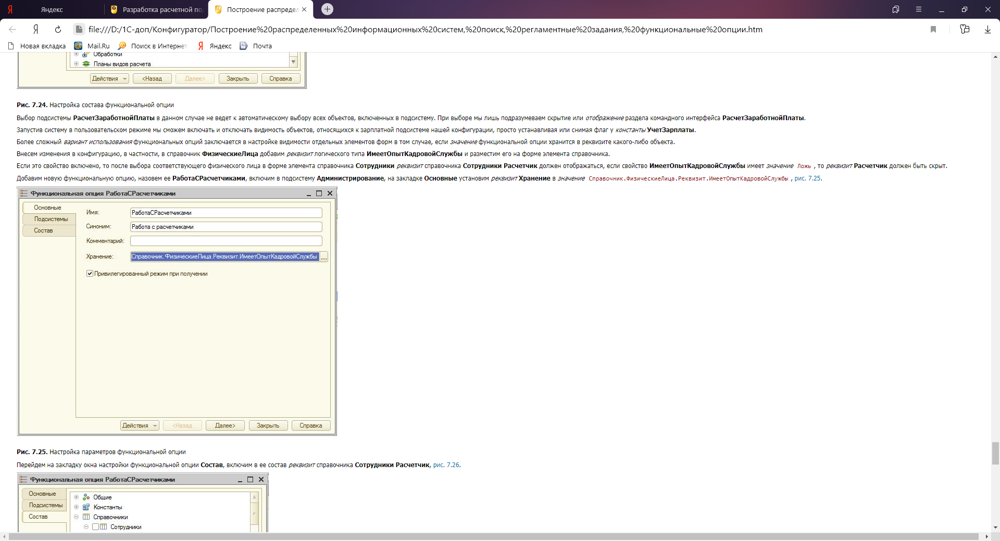 Яндекс
Разработка расчетной по
Построение распредел
file:///D:/1С-доп/Конфигуратор/Построение%20распределенных%20информационных%20систем,%20поиск,%20регламентные%20задания,%20функциональные%20опции.htm
Новая вкладка
Mail.Ru
Поиск в Интернет
Яндекс
Почта
Обработки
Планы видов расчета
Действия
<Назад
Далее>
Закрыть
Справка
Рис. 7.24. Настройка состава функциональной опции
Выбор подсистемы РасчетЗаработнойПлаты в данном случае не ведет к автоматическому выбору всех объектов, включенных в подсистему. При выборе мы лишь подразумеваем скрытие или отображение раздела командного интерфейса РасчетЗаработнойПлаты.
Запустив систему в пользовательском режиме мы сможем включать и отключать видимость объектов, относящихся к зарплатной подсистеме нашей конфигурации, просто устанавливая или снимая флаг у константы УчетЗарплаты.
Более сложный вариант использования функциональных опций заключается в настройке видимости отдельных элементов форм в том случае, если значение функциональной опции хранится в реквизите какого-либо объекта.
Внесем изменения в конфигурацию, в частности, в справочник ФизическиеЛица добавим реквизит логического типа ИмеетОпытКадровойСлужбы и разместим его на форме элемента справочника.
Если это свойство включено, то после выбора соответствующего физического лица в форме элемента справочника Сотрудники реквизит справочника Сотрудники Расчетчик должен отображаться, если свойство ИмеетОпытКадровойСлужбы имеет значение Ложь , то реквизит Расчетчик должен быть скрыт.
Добавим новую функциональную опцию, назовем ее РаботаСРасчетчиками, включим в подсистему Администрирование, на закладке Основные установим реквизит Хранение в значение Справочник.ФизическиеЛица.Реквизит.ИмеетОпытКадровойСлужбы , рис. 7.25.
Функциональная опция РаботаСРасчетчиками
Основные
Подсистемы
Состав
Имя:
РаботаСРасчетчиками
Синоним:
Работа с расчетчиками
Комментарий:
Хранение:
Справочник.ФизическиеЛица.Реквизит.ИмеетОпытКадровойСлужбы
...
Привилегированный режим при получении
Действия
<Назад
Далее>
Закрыть
Справка
Рис. 7.25. Настройка параметров функциональной опции
Перейдем на закладку окна настройки функциональной опции Состав, включим в ее состав реквизит справочника Сотрудники Расчетчик, рис. 7.26.
Функциональная опция РаботаСРасчетчиками
Основные
Подсистемы
Состав
Общие
Константы
Справочники
Сотрудники